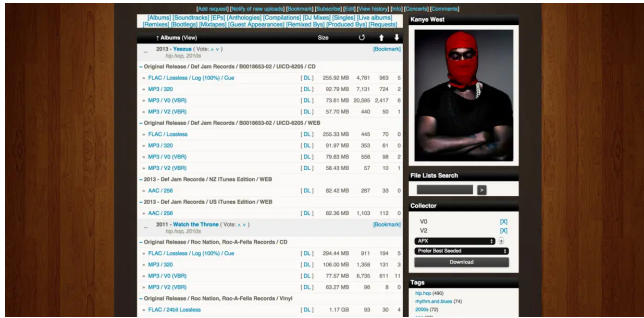 [Add request] [Notify of new uploads] [Bookmark] [Subscribe] [Edit] [View history] [Info] [Concerts] [Comments]
[Albums] [Soundtracks] [EPs] [Anthologies] [Compilations] [DJ Mixes] [Singles] [Live albums]
[Remixes] [Bootlegs] [Mixtapes] [Guest Appearances] [Remixed Bys] [Produced Bys] [Requests]
↑ Albums (View) Size
2013 - Yeezus ( Vote: ) [Bookmark]
hip.hop, 2010s
– Original Release / Def Jam Records / B0018653-02 / UICD-6205 / CD
» FLAC / Lossless / Log (100%) / Cue [ DL ] 255.92 MB 4,781 963 5
» MP3 / 320 [ DL ] 92.79 MB 7,131 724 2
» MP3 / V0 (VBR) [ DL ] 73.81 MB 2,417 6
» MP3 / V2 (VBR) [ DL ] 57.70 MB 440 50 1
– Original Release / Def Jam Records / B0018653-02 / UICD-6205 / WEB
» FLAC / Lossless [ DL ] 255.33 MB 445 70 0
» MP3 / 320 [ DL ] 91.97 MB 353 61 0
» MP3 / V0 (VBR) [ DL ] 79.83 MB 558 98 2
» MP3 / V2 (VBR) [ DL ] 58.43 MB 57 10 1
– 2013 - Def Jam Records / NZ iTunes Edition / WEB
» AAC / 256 [ DL ] 82.42 MB 287 33 0
– 2013 - Def Jam Records / US iTunes Edition / WEB
» AAC / 256 [ DL ] 82.36 MB 1,103 112 0
2011 - Watch the Throne ( Vote: ) [Bookmark]
hip.hop, 2010s
– Original Release / Roc Nation, Roc-A-Fella Records / CD
» FLAC / Lossless / Log (100%) / Cue [ DL ] 294.44 MB 911 194 5
» MP3 / 320 [ DL ] 106.00 MB 1,358 131 3
» MP3 / V0 (VBR) [ DL ] 77.57 MB 6,735 811 11
» MP3 / V2 (VBR) [ DL ] 63.27 MB 96 8 0
– Original Release / Roc Nation, Roc-A-Fella Records / Vinyl
» FLAC / 24bit Lossless [ DL ] 1.17 GB 93 30 4
Kanye West
File Lists Search
>
Collector
V0 [X]
V2 [X]
APX
Prefer Best Seeded
Download
Tags
hip.hop (490)
rhythm.and.blues (74)
2000s (72)